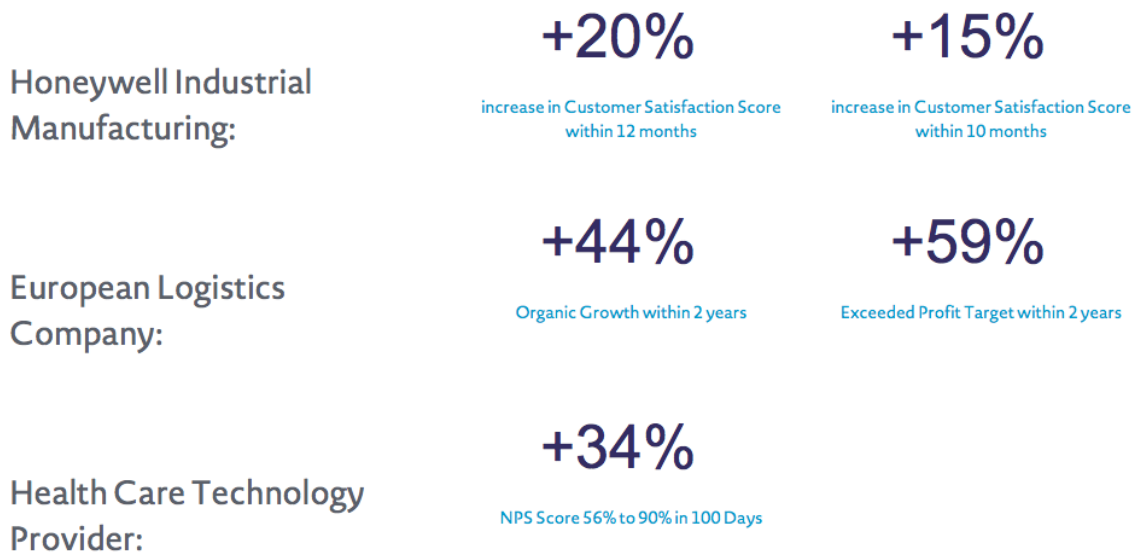 +20%
+15%
Honeywell Industrial
Manufacturing:
increase in Customer Satisfaction Score
within 12 months
increase in Customer Satisfaction Score
within 10 months
+44%
+59%
European Logistics
Company:
Organic Growth within 2 years
Exceeded Profit Target within 2 years
+34%
Health Care Technology
Provider:
NPS Score 56% to 90% in 100 Days